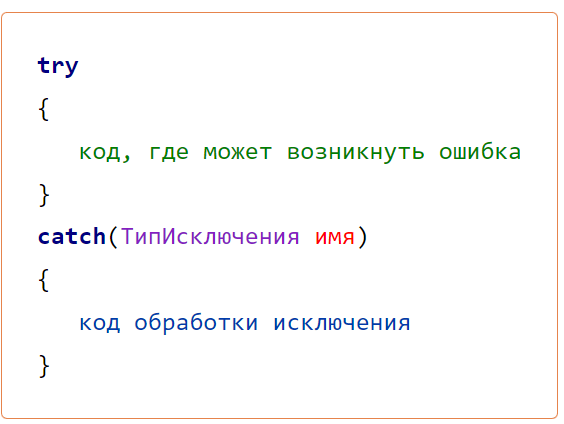 try
{
код, где может возникнуть ошибка
}
catch(ТипИсключения имя)
{
код обработки исключения
}